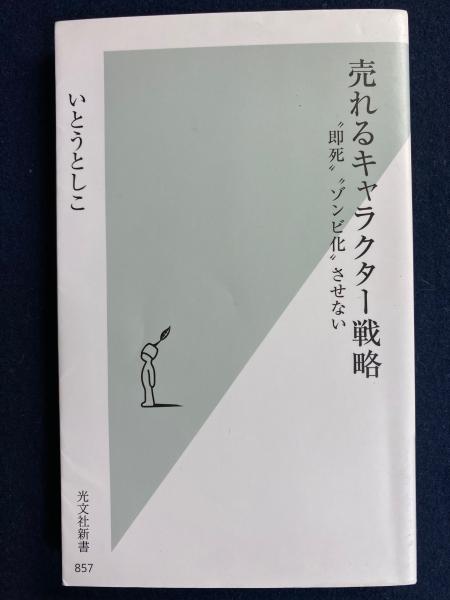 売れるキャラクター戦略
〝即死〟〝ゾンビ化〟させない
いとうとしこ
光文社新書
857